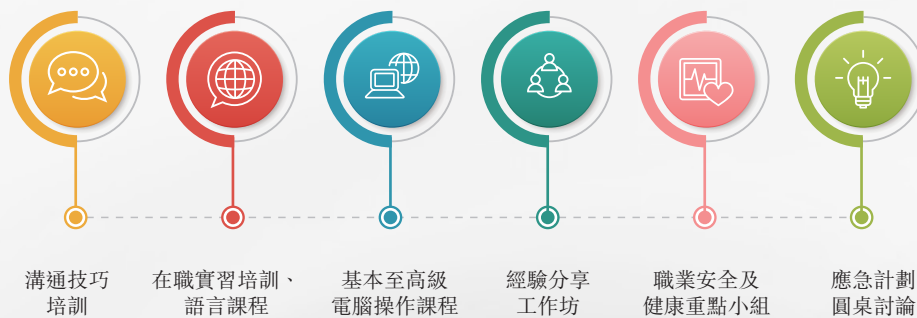 溝通技巧
培訓
在職實習培訓、
語言課程
基本至高級
電腦操作課程
經驗分享
工作坊
職業安全及
健康重點小組
應急計劃
圓桌討論